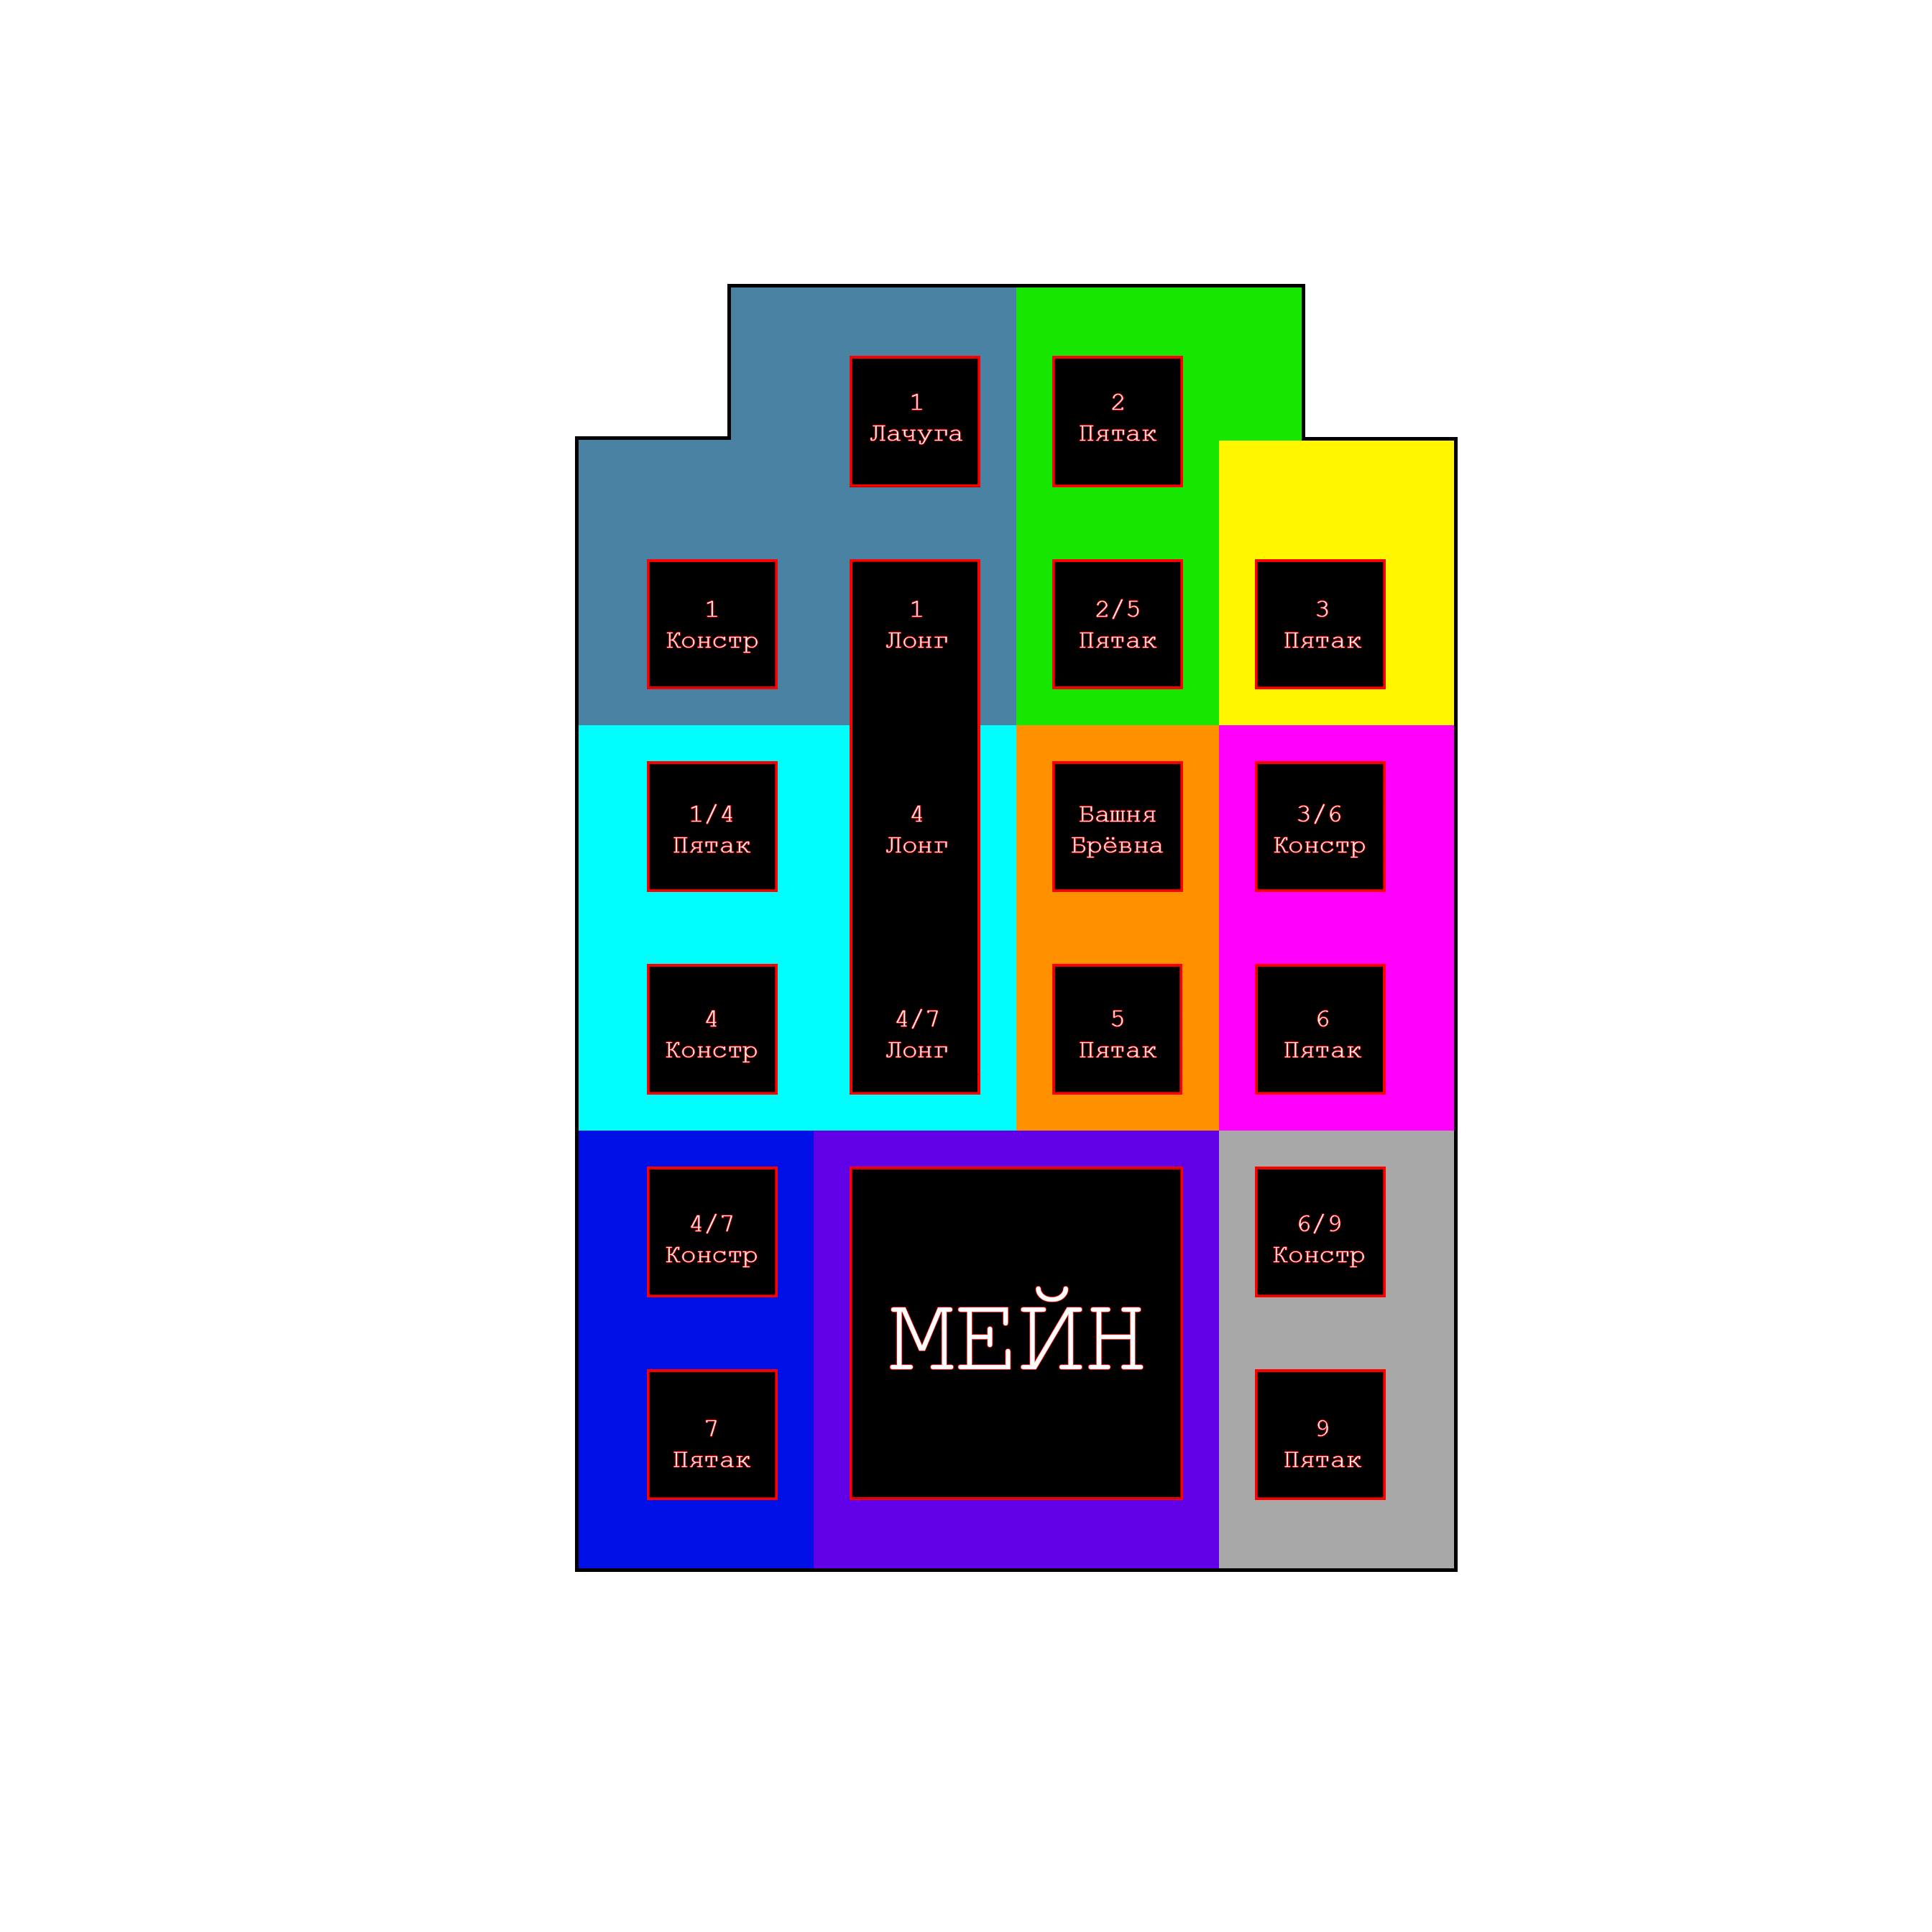 1
Лачуга
2
Пятак
1
Констр
1
Лонг
2/5
Пятак
3
Пятак
1/4
Пятак
4
Лонг
Башня
Брёвна
3/6
Констр
4
Констр
4/7
Лонг
5
Пятак
6
Пятак
4/7
Констр
МЕЙН
6/9
Констр
7
Пятак
9
Пятак